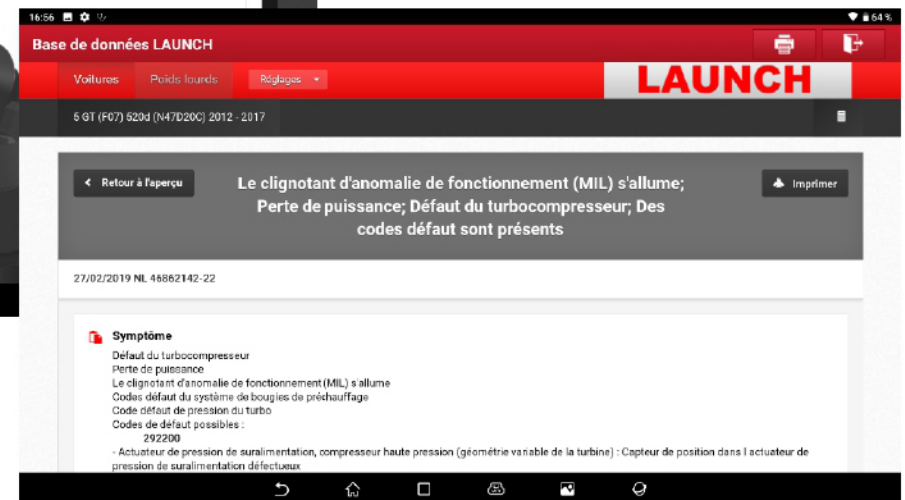 16:56 64 %
Base de données LAUNCH
Voitures Poids lourds Réglages LAUNCH
5 GT (F07) 520d (N47D20C) 2012 - 2017
Retour à l'aperçu
Le clignotant d'anomalie de fonctionnement (MIL) s'allume;
Perte de puissance; Défaut du turbocompresseur; Des
codes défaut sont présents
Imprimer
27/02/2019 NL 46862142-22
Symptôme
Défaut du turbocompresseur
Perte de puissance
Le clignotant d'anomalie de fonctionnement (MIL) s'allume
Codes défaut du système de bougies de préchauffage
Code défaut de pression du turbo
Codes de défaut possibles :
292200
- Actuateur de pression de suralimentation, compresseur haute pression (géométrie variable de la turbine) : Capteur de position dans l actuateur de
pression de suralimentation défectueux